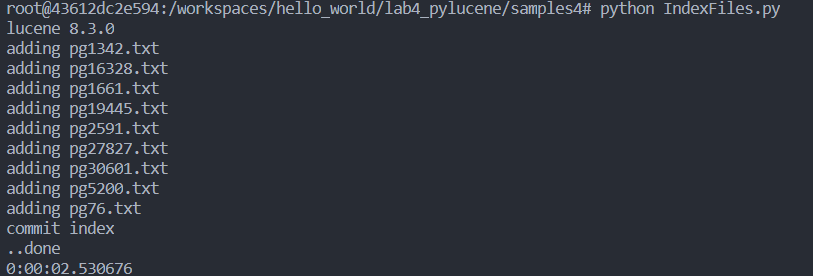 root@43612dc2e594:/workspaces/hello_world/lab4_pylucene/samples4# python IndexFiles.py
lucene 8.3.0
adding pg1342.txt
adding pg16328.txt
adding pg1661.txt
adding pg19445.txt
adding pg2591.txt
adding pg27827.txt
adding pg30601.txt
adding pg5200.txt
adding pg76.txt
commit index
..done
0:00:02.530676